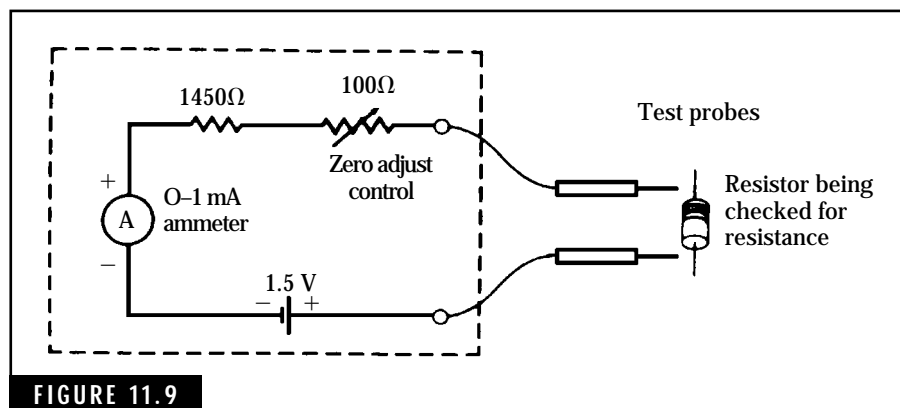 1450Ω
100Ω
Test probes
Zero adjust
control
+
O–1 mA
ammeter
A
–
Resistor being
checked for
resistance
1.5 V
– +
FIGURE 11.9